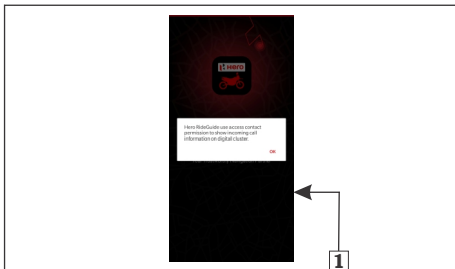 Hero
Hero RideGuide use access contact
permission to show incoming call
information on digital cluster.
OK
1